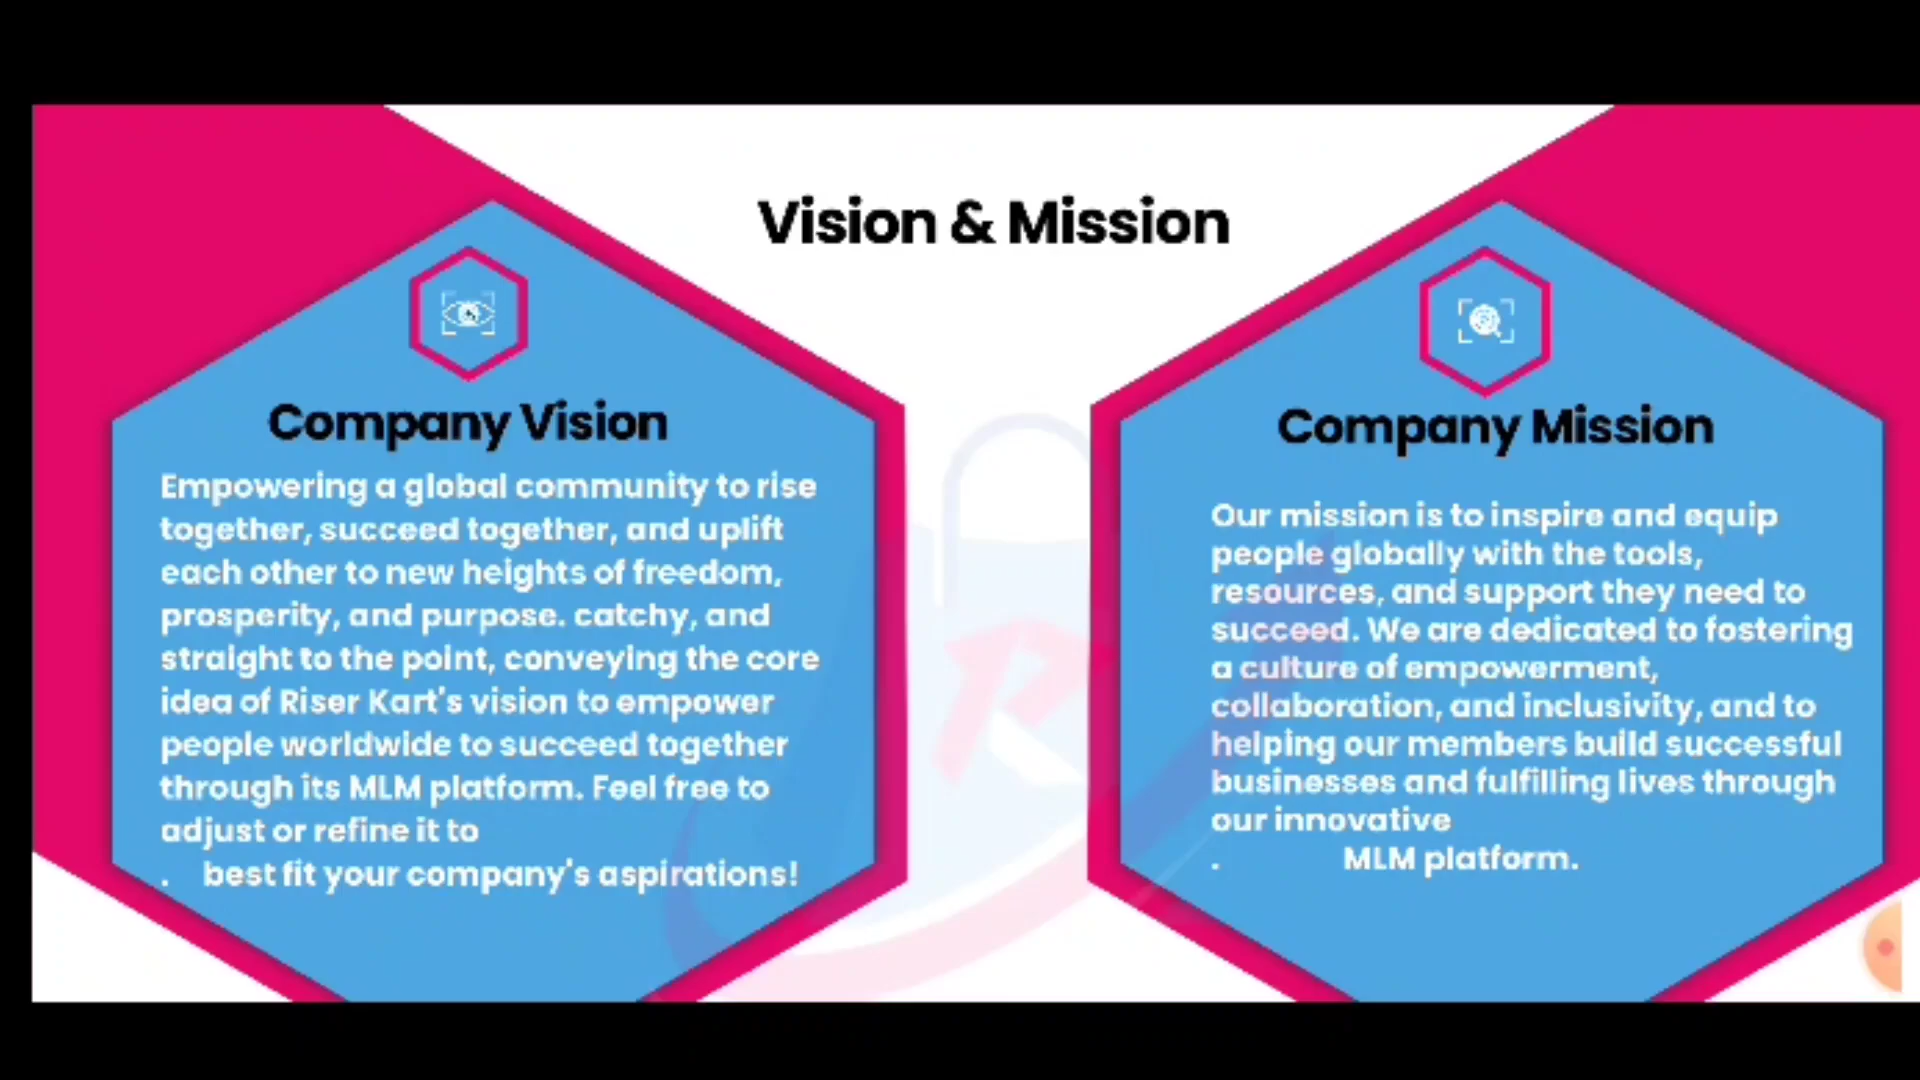 Vision & Mission
Company Vision
Empowering a global community to rise
together, succeed together, and uplift
each other to new heights of freedom,
prosperity, and purpose. catchy, and
straight to the point, conveying the core
idea of Riser Kart's vision to empower
people worldwide to succeed together
through its MLM platform. Feel free to
adjust or refine it to
. best fit your company's aspirations!
Company Mission
Our mission is to inspire and equip
people globally with the tools,
resources, and support they need to
succeed. We are dedicated to fostering
a culture of empowerment,
collaboration, and inclusivity, and to
helping our members build successful
businesses and fulfilling lives through
our innovative
. MLM platform.